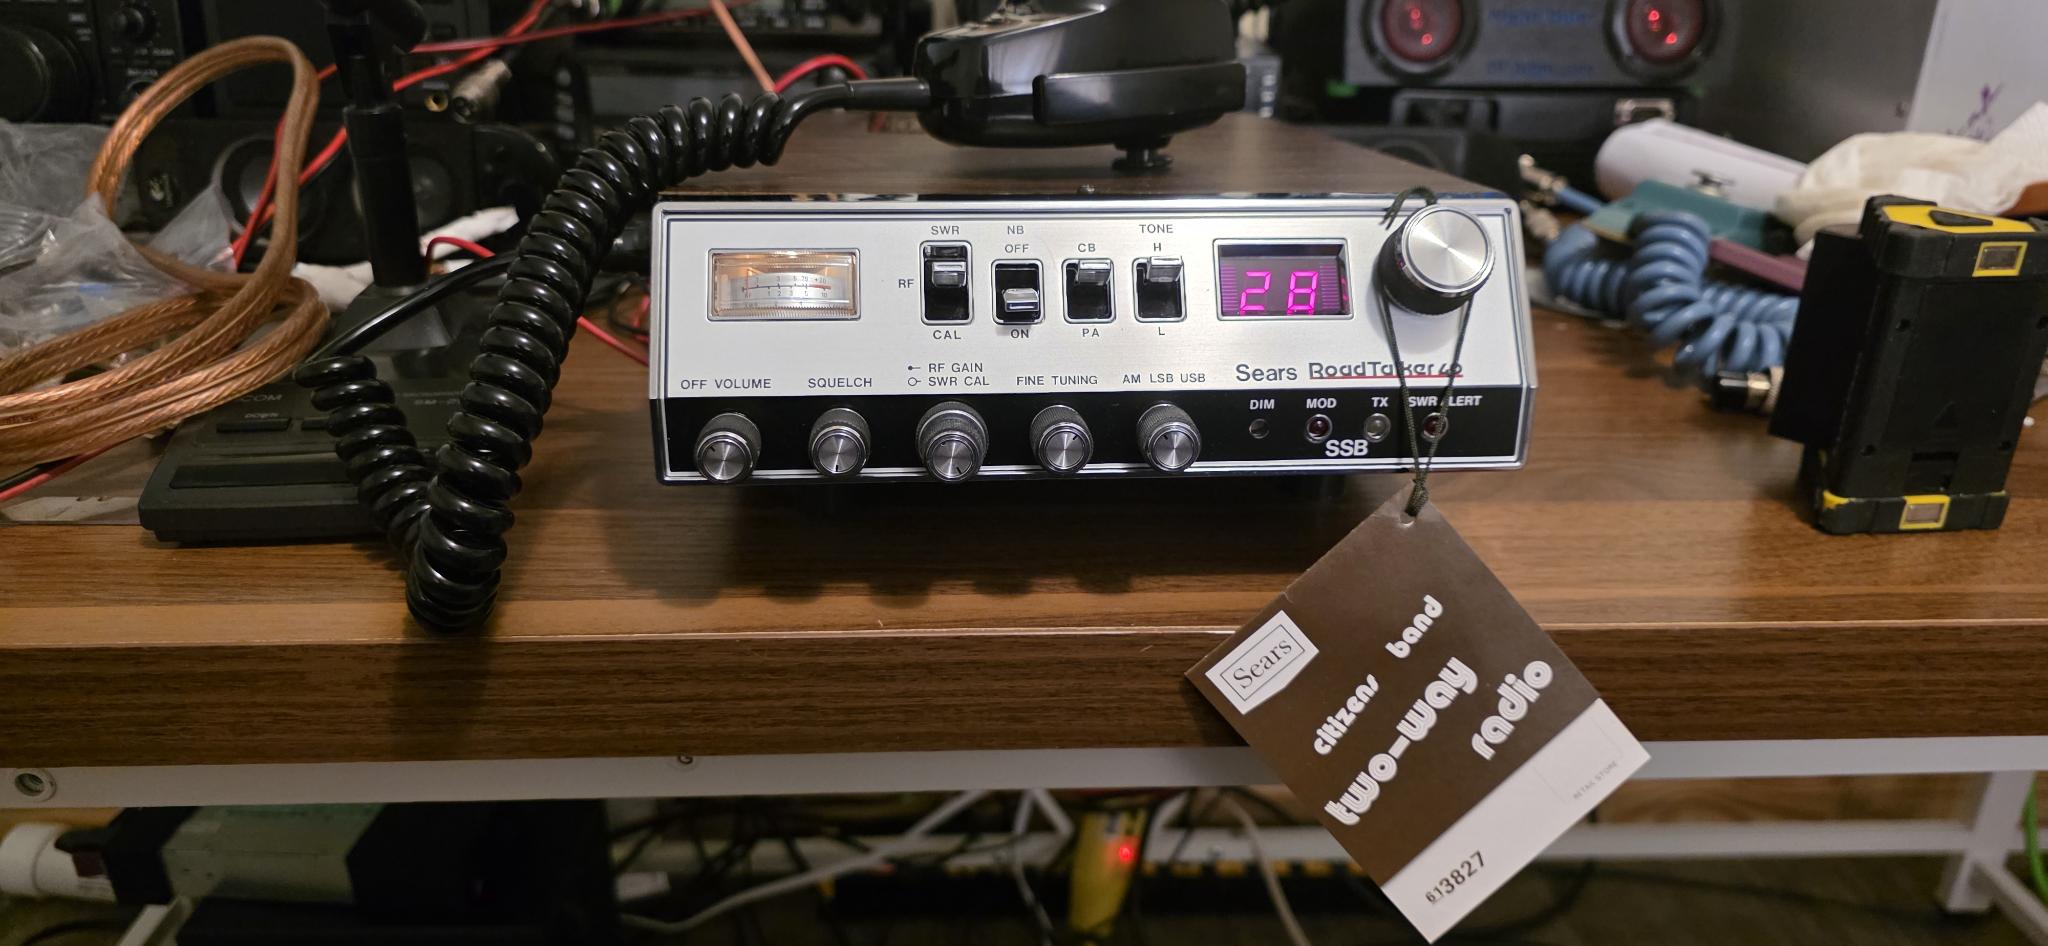 SWR
NB
TONE
OFF
CB
H
RF
CAL
ON
PA
L
28
RF GAIN
OFF VOLUME
SQUELCH
SWR CAL
FINE TUNING
AM LSB USB
Sears RoadTalker 40
DIM
MOD
TX
SWR ALERT
SSB
DOWN
Sears
citizens band
two-way
radio
RETAIL STORE
613827